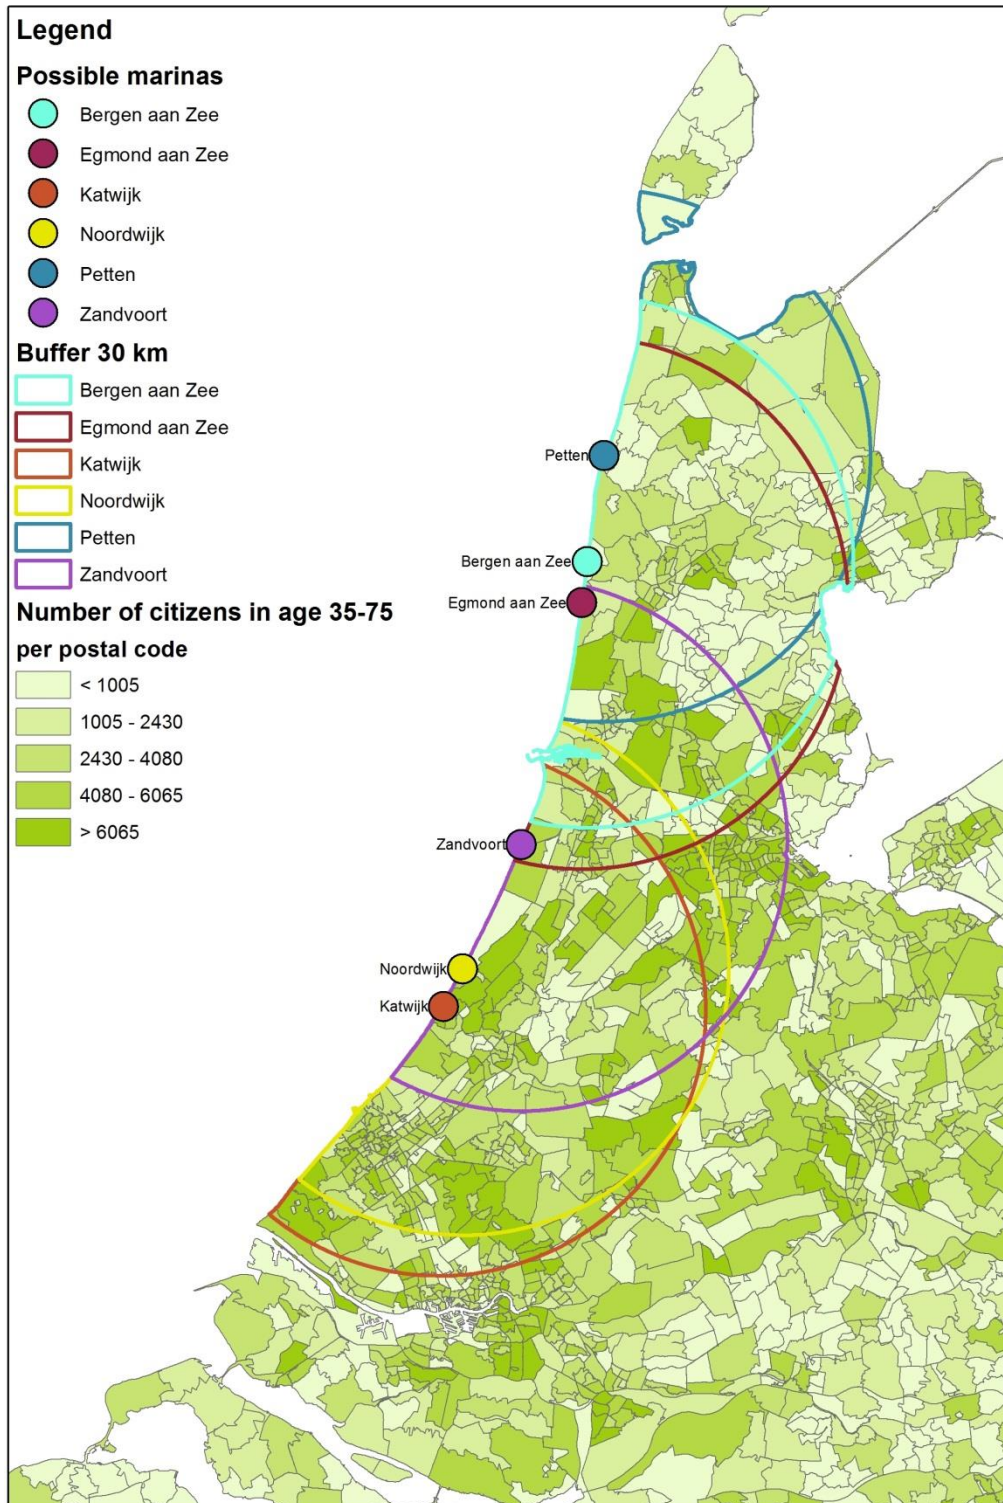 Legend
Possible marinas
Bergen aan Zee
Egmond aan Zee
Katwijk
Noordwijk
Petten
Zandvoort
Buffer 30 km
Bergen aan Zee
Egmond aan Zee
Katwijk
Noordwijk
Petten
Zandvoort
Number of citizens in age 35-75
per postal code
< 1005
1005 - 2430
2430 - 4080
4080 - 6065
> 6065
Petten
Bergen aan Zee
Egmond aan Zee
Zandvoort
Noordwijk
Katwijk